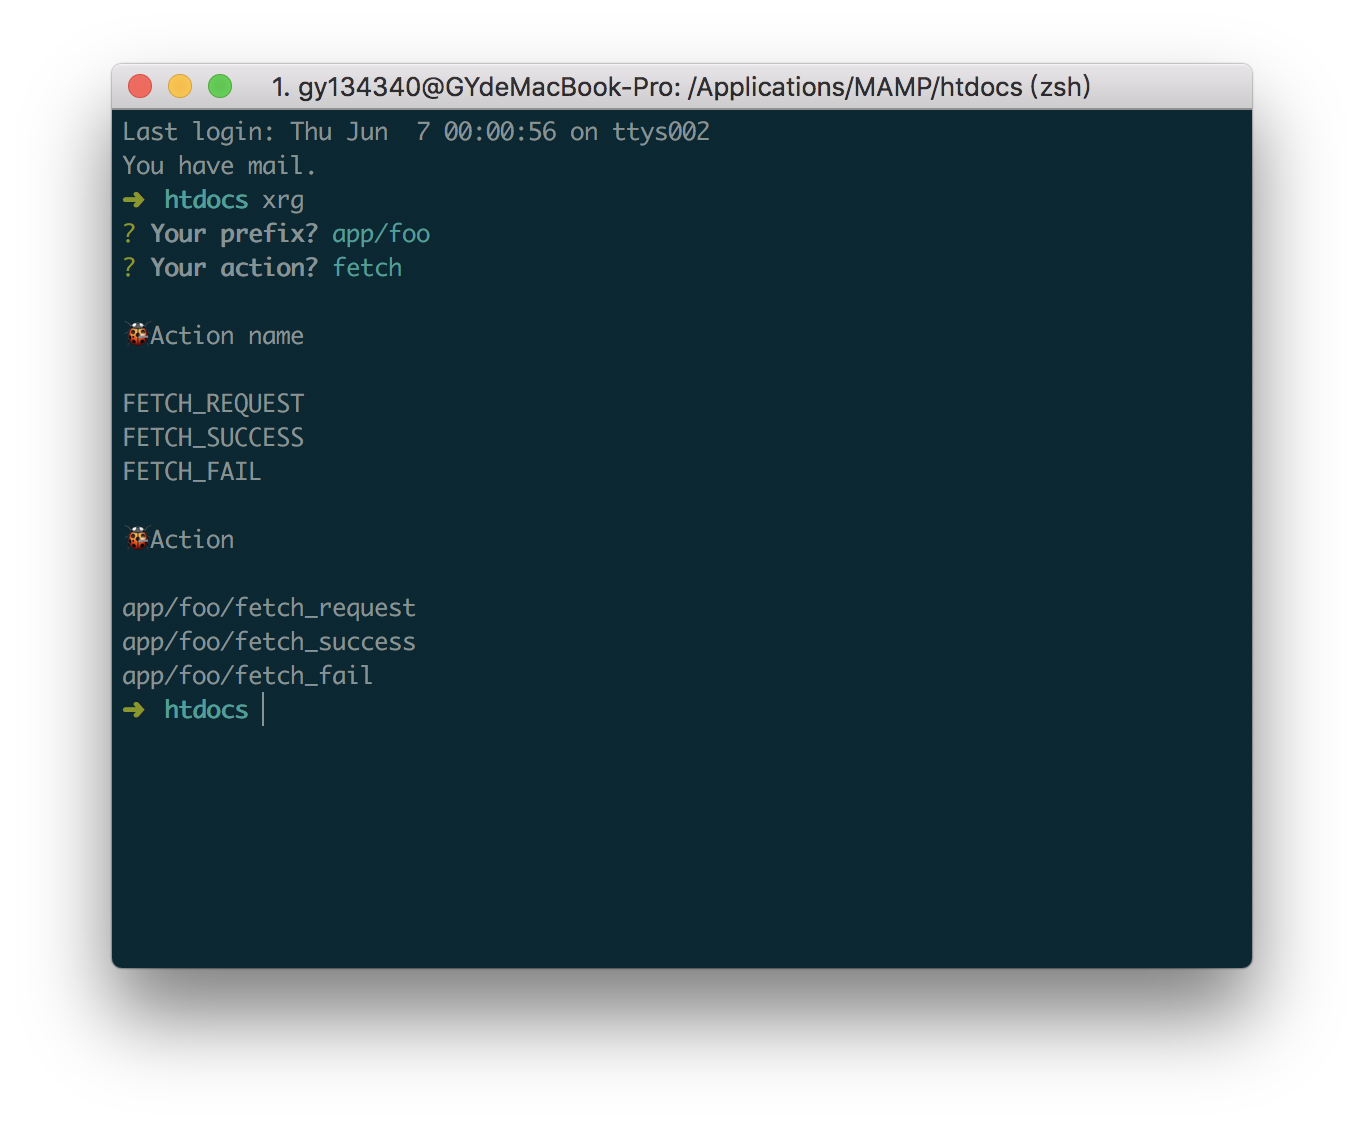 1. gy134340@GYdeMacBook-Pro: /Applications/MAMP/htdocs (zsh)
Last login: Thu Jun  7 00:00:56 on ttys002
You have mail.
➜  htdocs xrg
? Your prefix? app/foo
? Your action? fetch
🐞Action name
FETCH_REQUEST
FETCH_SUCCESS
FETCH_FAIL
🐞Action
app/foo/fetch_request
app/foo/fetch_success
app/foo/fetch_fail
➜  htdocs